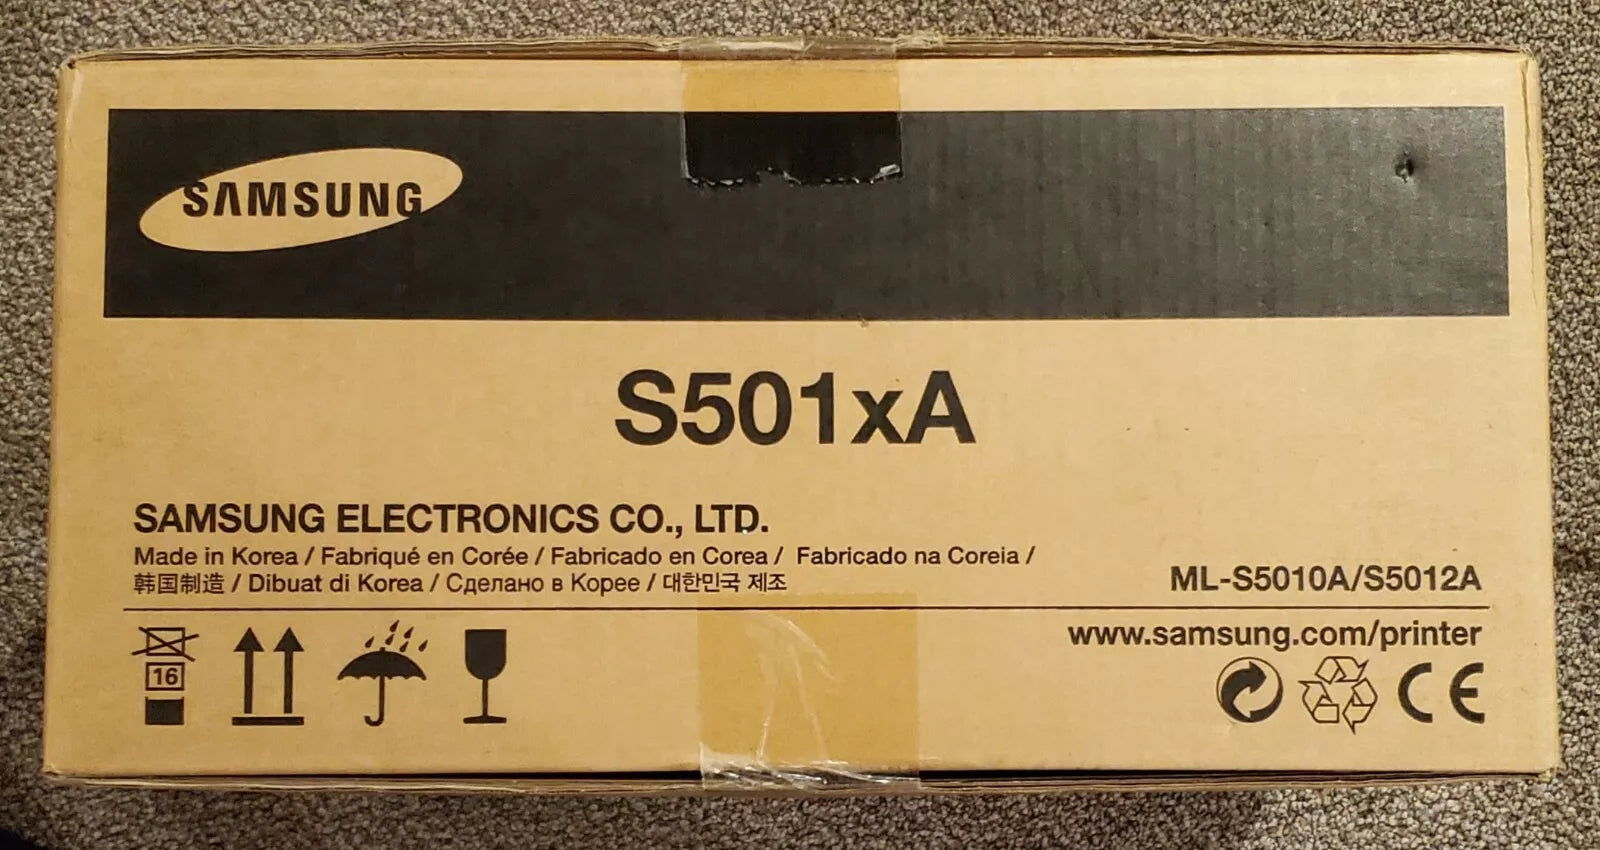 SAMSUNG
S501xA
SAMSUNG ELECTRONICS CO., LTD.
Made in Korea / Fabriqué en Corée / Fabricado en Corea / Fabricado na Coreia /
韩国制造 / Dibuat di Korea / Сделано в Корее / 대한민국 제조
ML-S5010A/S5012A
www.samsung.com/printer
16
CE